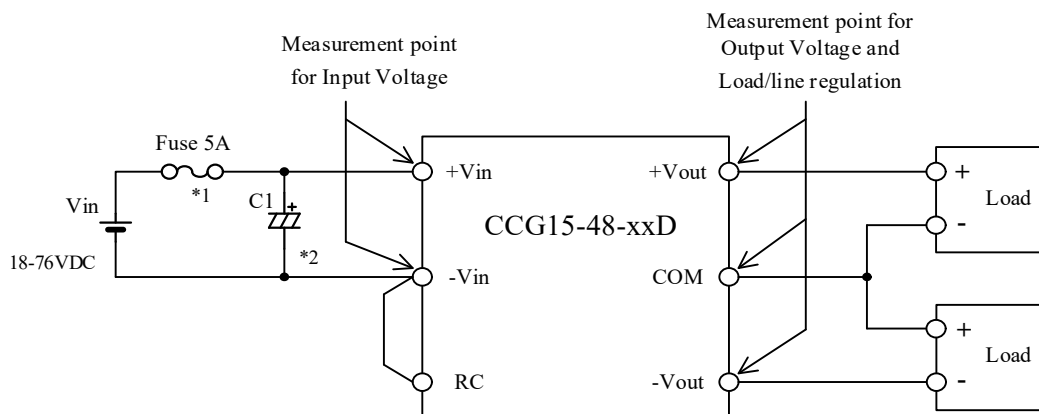 Measurement point
for Input Voltage
Measurement point for
Output Voltage and
Load/line regulation
Fuse 5A
*1
C1
+
*2
Vin
18-76VDC
+Vin
-Vin
RC
CCG15-48-xxD
+Vout
COM
-Vout
+
Load
-
+
Load
-